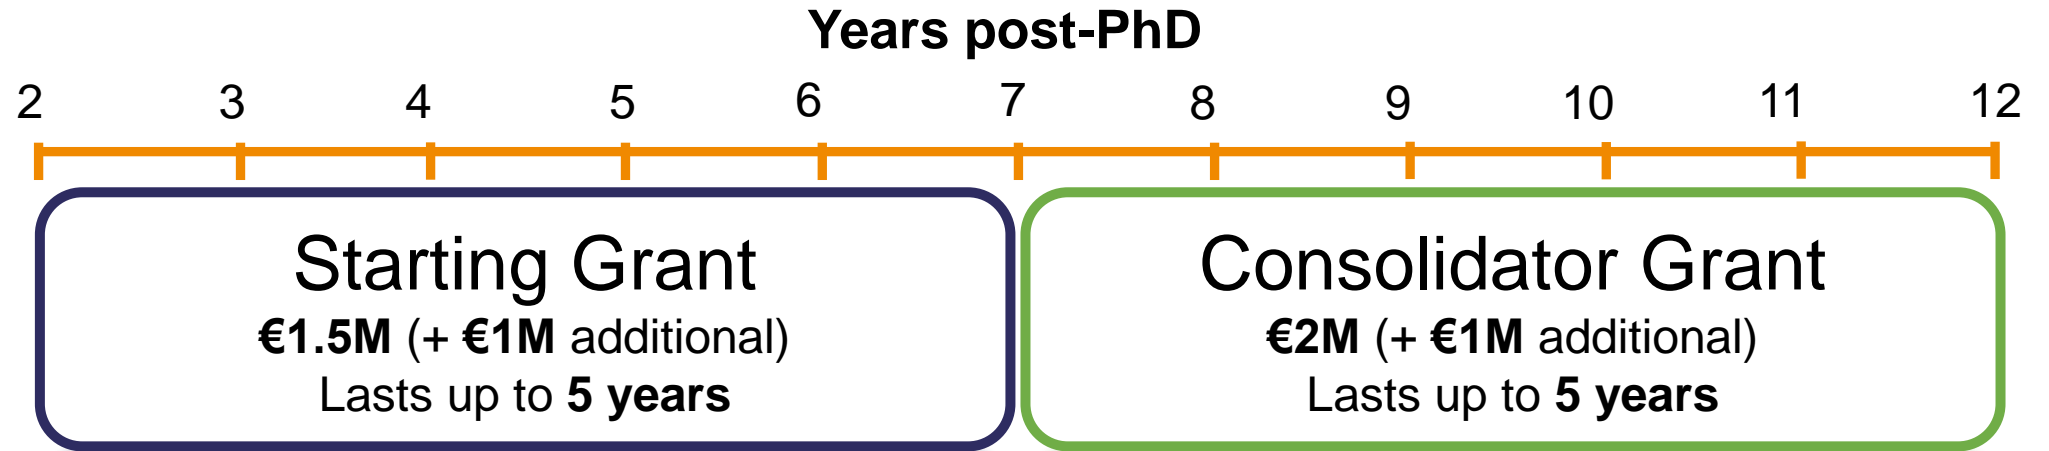 Years post-PhD
2 3 4 5 6 7 8 9 10 11 12
Starting Grant
€1.5M (+ €1M additional)
Lasts up to 5 years
Consolidator Grant
€2M (+ €1M additional)
Lasts up to 5 years